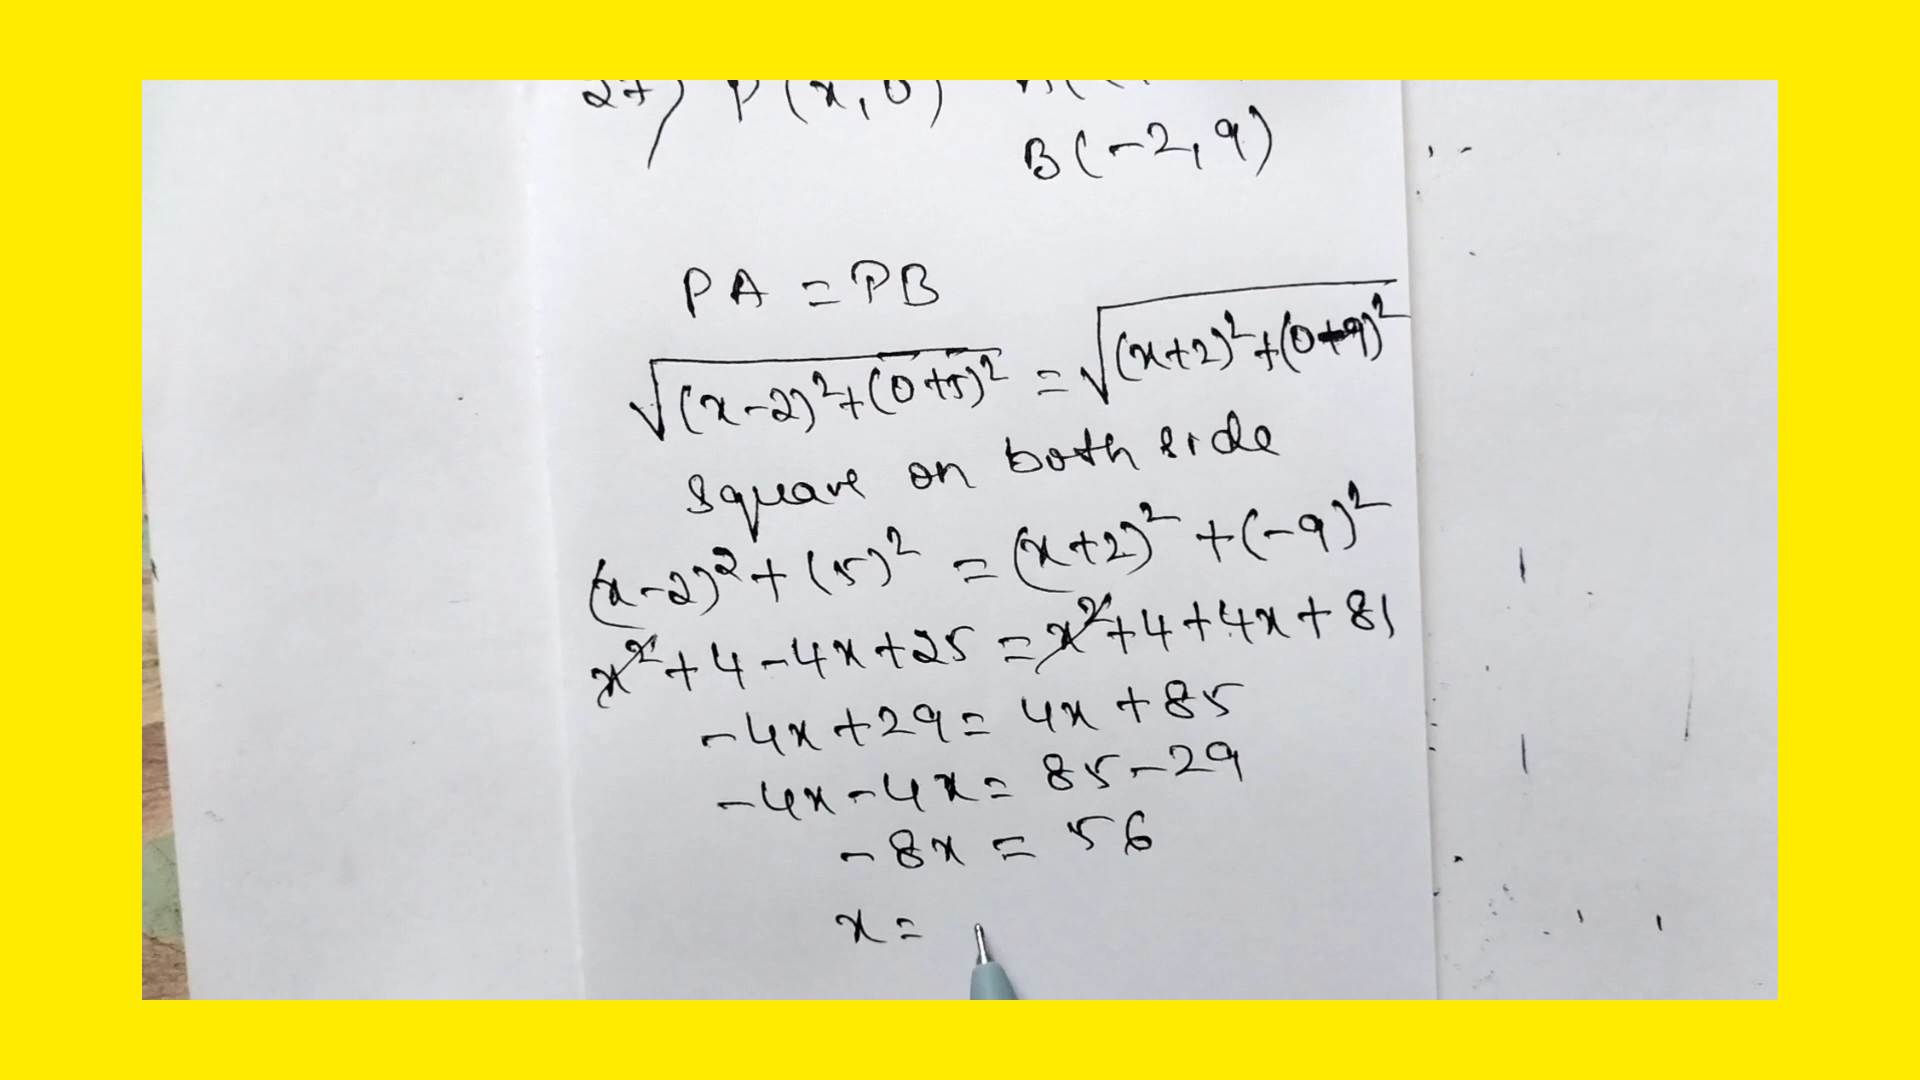 27) P(x,0)
B(-2,9)
PA = PB
√(x-2)²+(0+5)² = √(x+2)²+(0-9)²
square on both side
(x-2)²+(5)² = (x+2)²+(-9)²
x²+4-4x+25 = x²+4+4x+81
-4x+29 = 4x+85
-4x-4x = 85-29
-8x = 56
x =